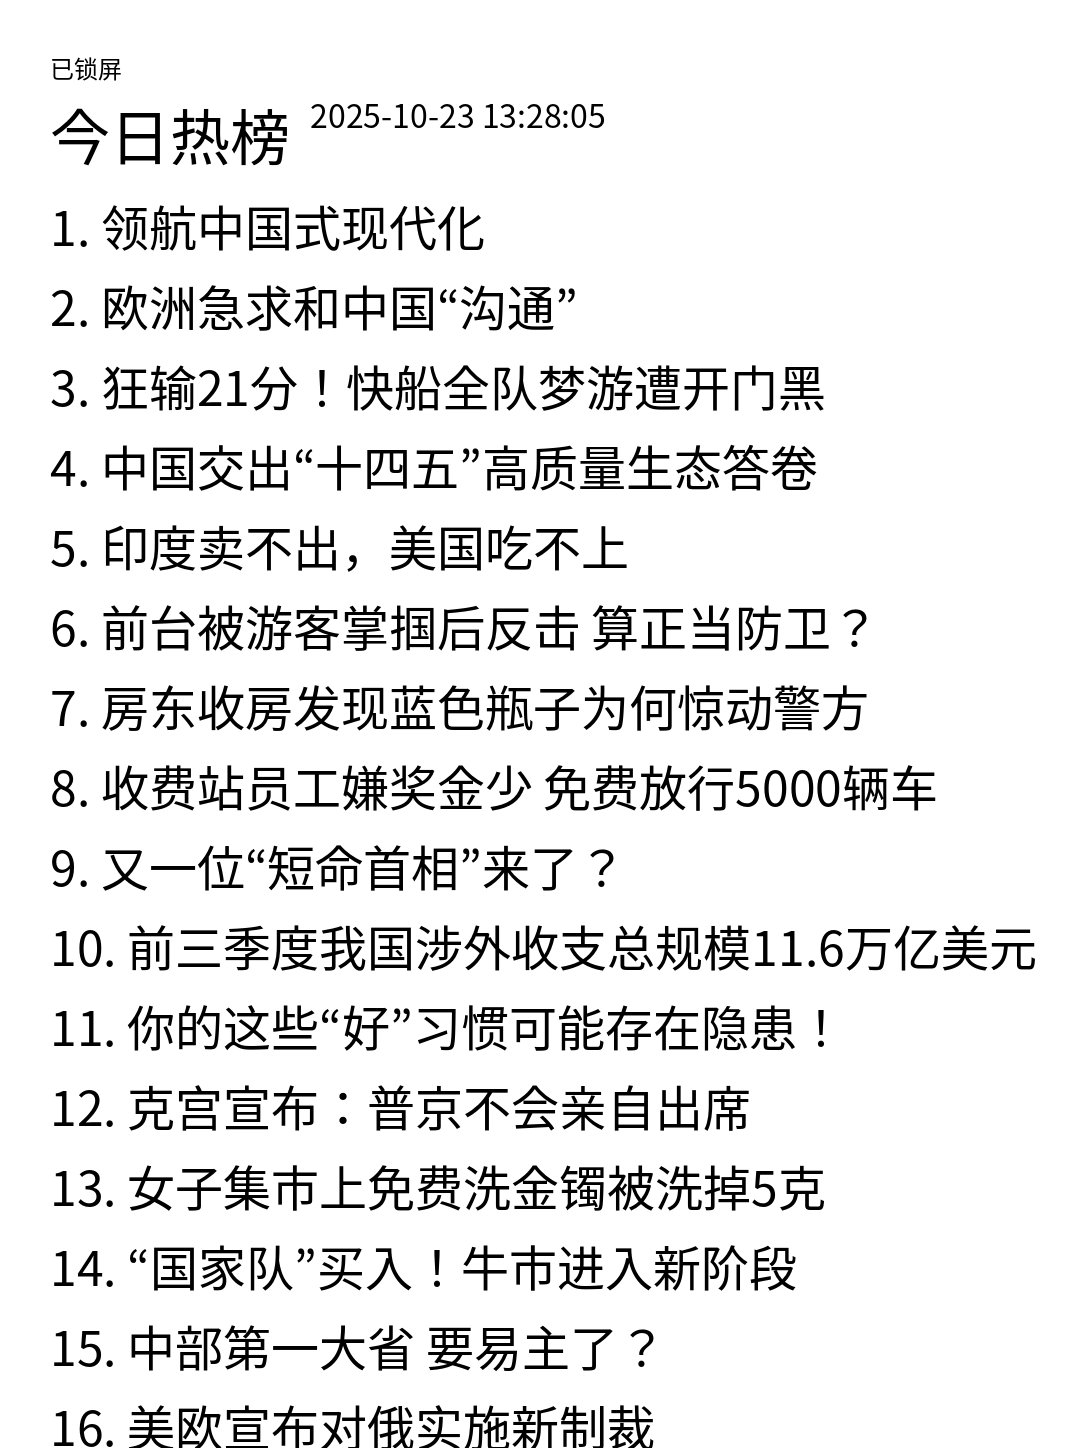 已锁屏
今日热榜 2025-10-23 13:28:05
1. 领航中国式现代化
2. 欧洲急求和中国“沟通”
3. 狂输21分！快船全队梦游遭开门黑
4. 中国交出“十四五”高质量生态答卷
5. 印度卖不出，美国吃不上
6. 前台被游客掌掴后反击 算正当防卫？
7. 房东收房发现蓝色瓶子为何惊动警方
8. 收费站员工嫌奖金少 免费放行5000辆车
9. 又一位“短命首相”来了？
10. 前三季度我国涉外收支总规模11.6万亿美元
11. 你的这些“好”习惯可能存在隐患！
12. 克宫宣布：普京不会亲自出席
13. 女子集市上免费洗金镯被洗掉5克
14. “国家队”买入！牛市进入新阶段
15. 中部第一大省 要易主了？
16. 美欧宣布对俄实施新制裁